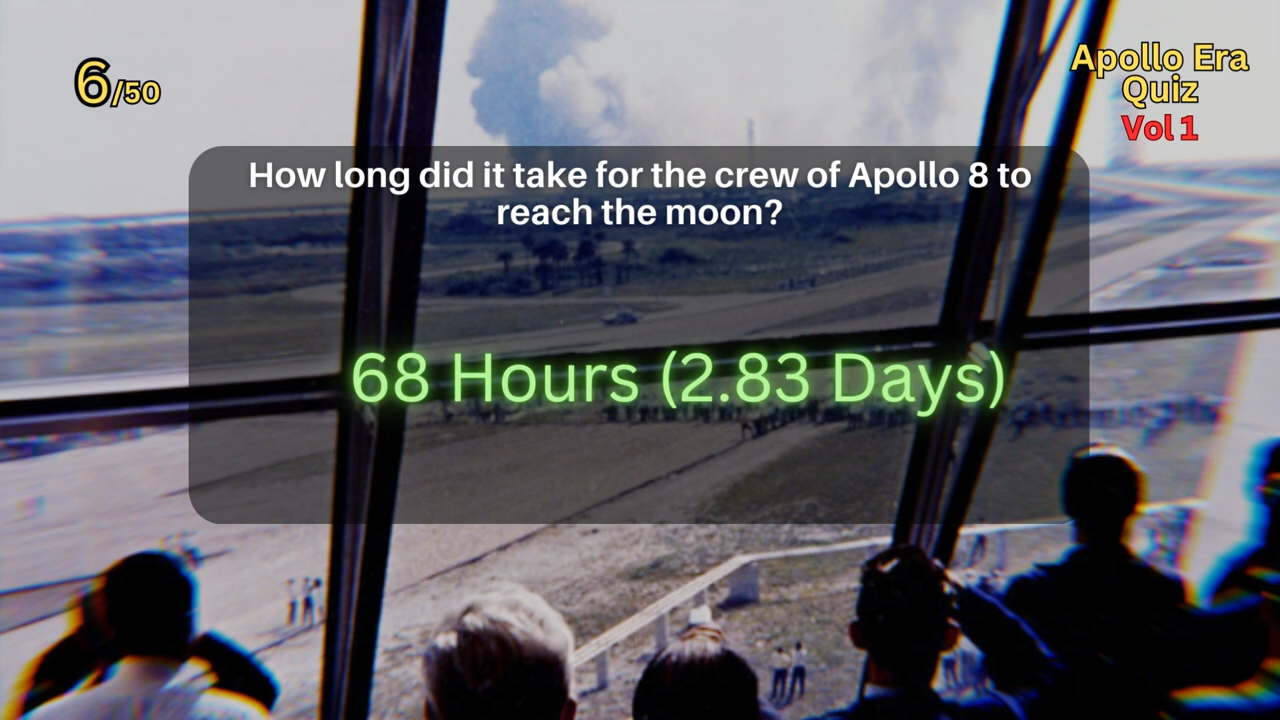 6/50
Apollo Era
Quiz
Vol 1
How long did it take for the crew of Apollo 8 to
reach the moon?
68 Hours (2.83 Days)